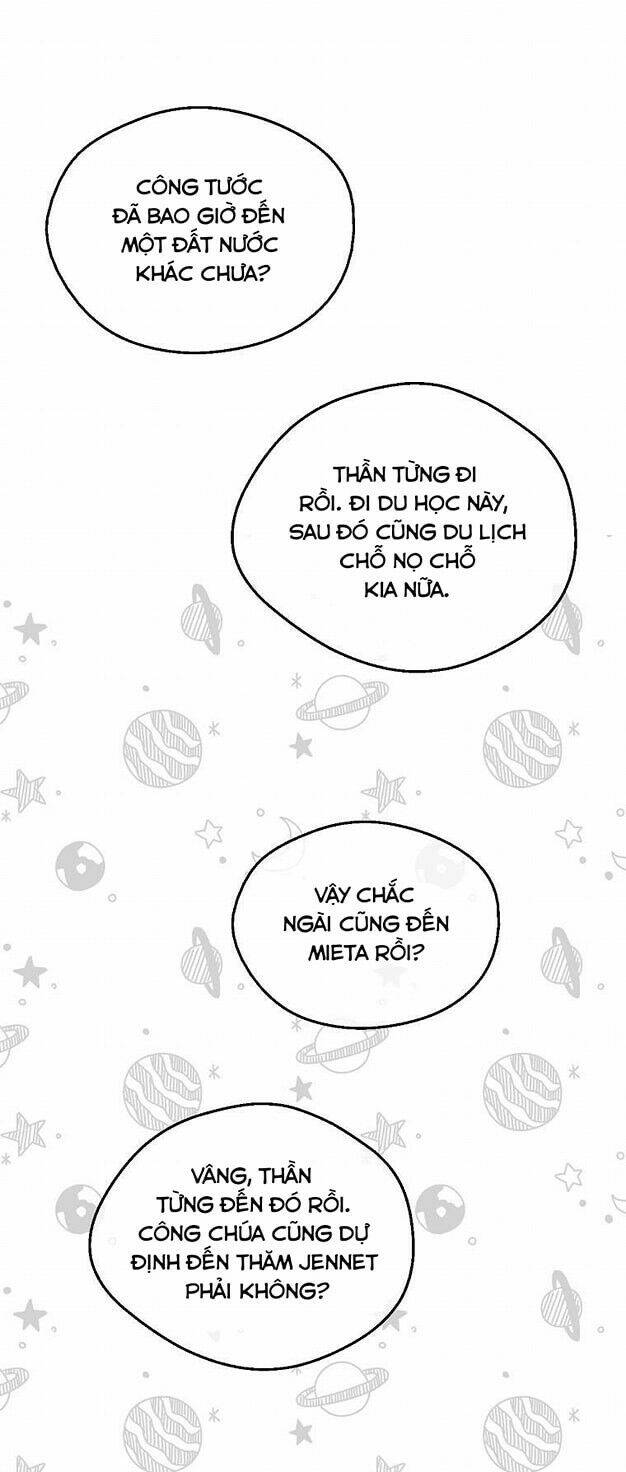 CÔNG TƯỚC
ĐÃ BAO GIỜ ĐẾN
MỘT ĐẤT NƯỚC
KHÁC CHƯA?
THẦN TỪNG ĐI
RỒI. ĐI DU HỌC NÀY,
SAU ĐÓ CŨNG DU LỊCH
CHỖ NỌ CHỖ
KIA NỮA.
VẬY CHẮC
NGÀI CŨNG ĐẾN
MIETA RỒI?
VÂNG, THẦN
TỪNG ĐẾN ĐÓ RỒI.
CÔNG CHÚA CŨNG DỰ
ĐỊNH ĐẾN THĂM JENNET
PHẢI KHÔNG?